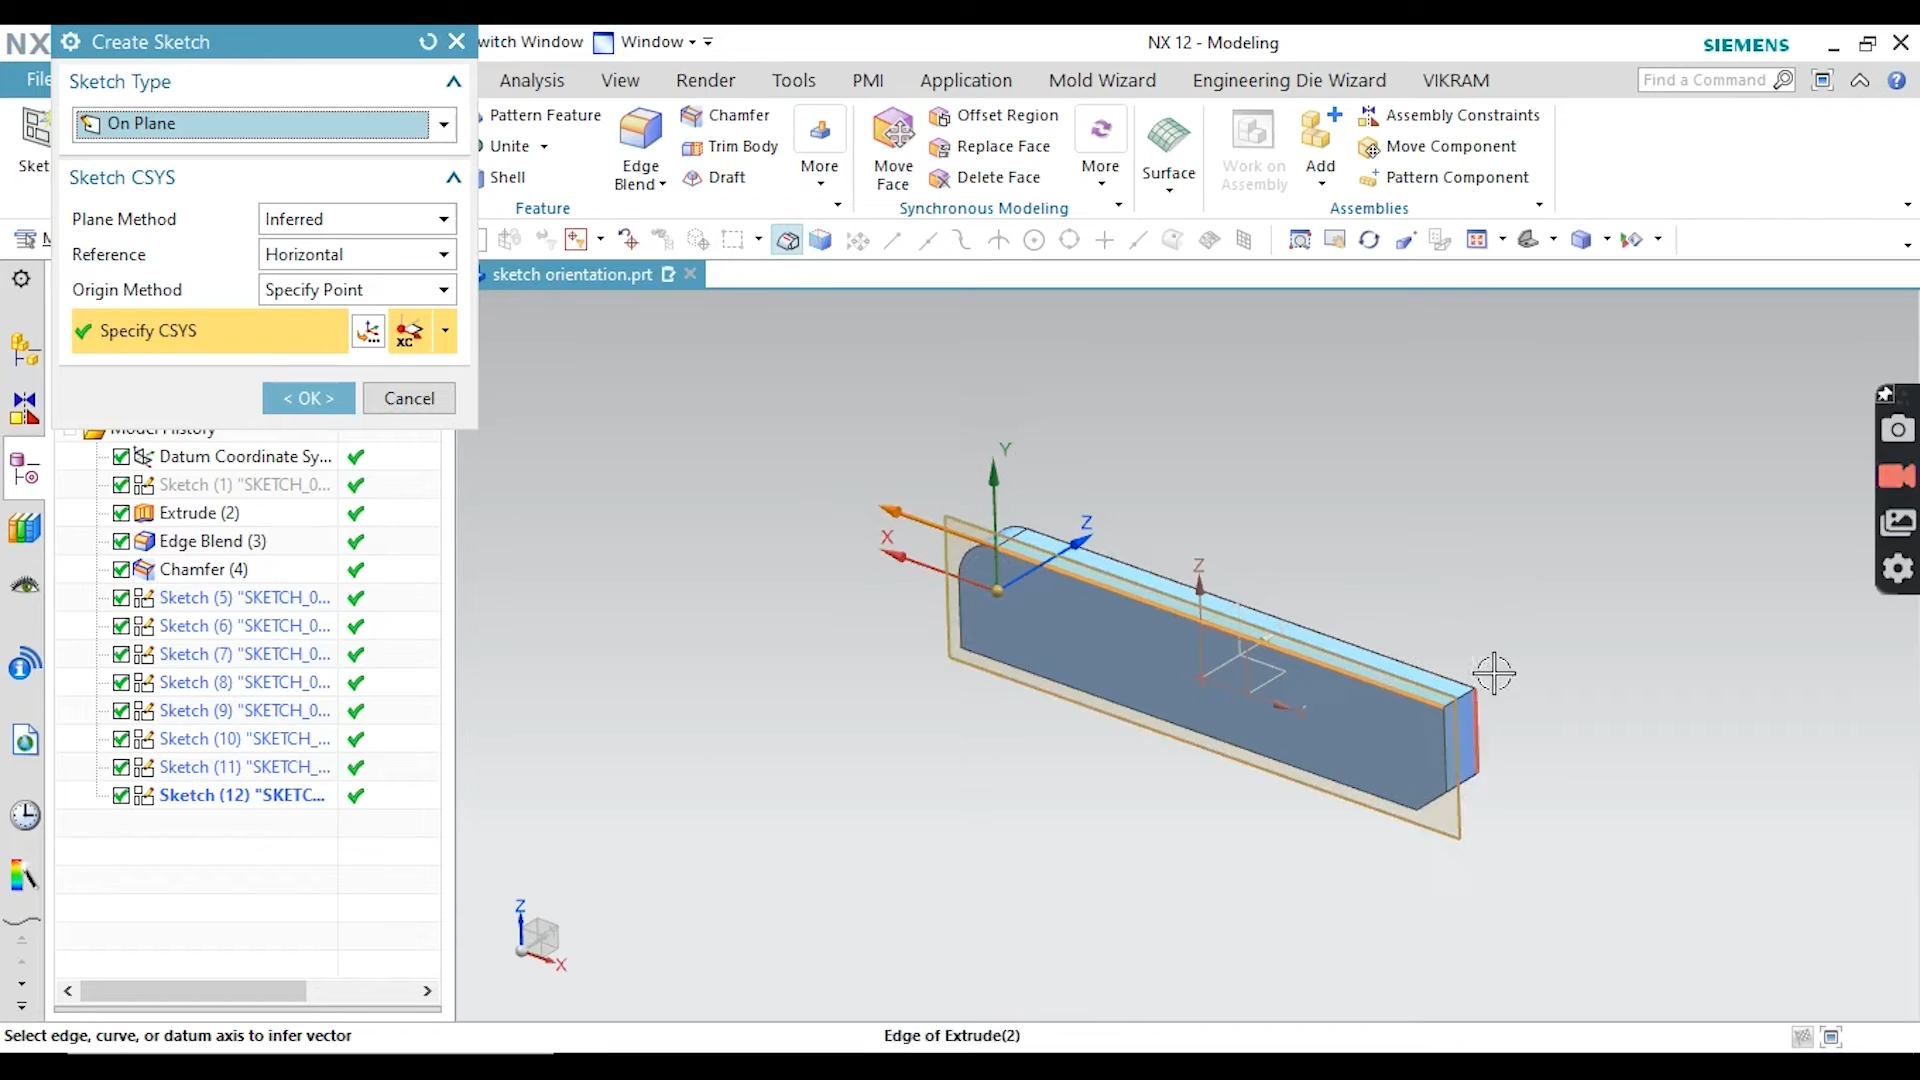 NX
Create Sketch
witch Window
Window
NX 12 - Modeling
SIEMENS
File
Analysis
View
Render
Tools
PMI
Application
Mold Wizard
Engineering Die Wizard
VIKRAM
Find a Command
Sketch Type
On Plane
Sketch CSYS
Plane Method
Inferred
Reference
Horizontal
Origin Method
Specify Point
Specify CSYS
XC
< OK >
Cancel
Sket
M
Pattern Feature
Unite
Shell
Edge
Blend
Chamfer
Trim Body
Draft
More
Feature
Move
Face
Offset Region
Replace Face
Delete Face
More
Synchronous Modeling
Surface
Work on
Assembly
Add
Assembly Constraints
Move Component
Pattern Component
Assemblies
sketch orientation.prt
Model History
Datum Coordinate Sy...
Sketch (1) "SKETCH_0...
Extrude (2)
Edge Blend (3)
Chamfer (4)
Sketch (5) "SKETCH_0...
Sketch (6) "SKETCH_0...
Sketch (7) "SKETCH_0...
Sketch (8) "SKETCH_0...
Sketch (9) "SKETCH_0...
Sketch (10) "SKETCH_...
Sketch (11) "SKETCH_...
Sketch (12) "SKETC...
Y
X
Z
Z
Z
X
Select edge, curve, or datum axis to infer vector
Edge of Extrude(2)